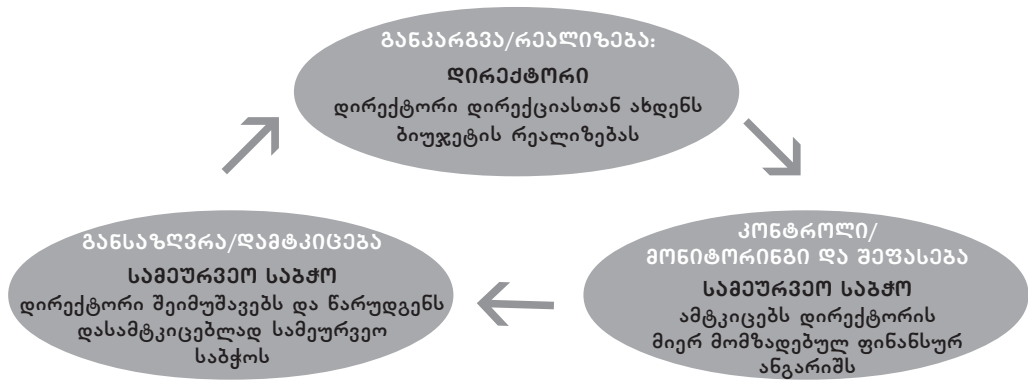 განკარგვა/რეალიზება:
დირექტორი
დირექტორი დირექციასთან ახდენს
ბიუჯეტის რეალიზებას
განსაზღვრა/დამტკიცება
სამეურვეო საბჭო
დირექტორი შეიმუშავებს და წარუდგენს
დასამტკიცებლად სამეურვეო
საბჭოს
კონტროლი/
მონიტორინგი და შეფასება
სამეურვეო საბჭო
ამტკიცებს დირექტორის
მიერ მომზადებულ ფინანსურ
ანგარიშს